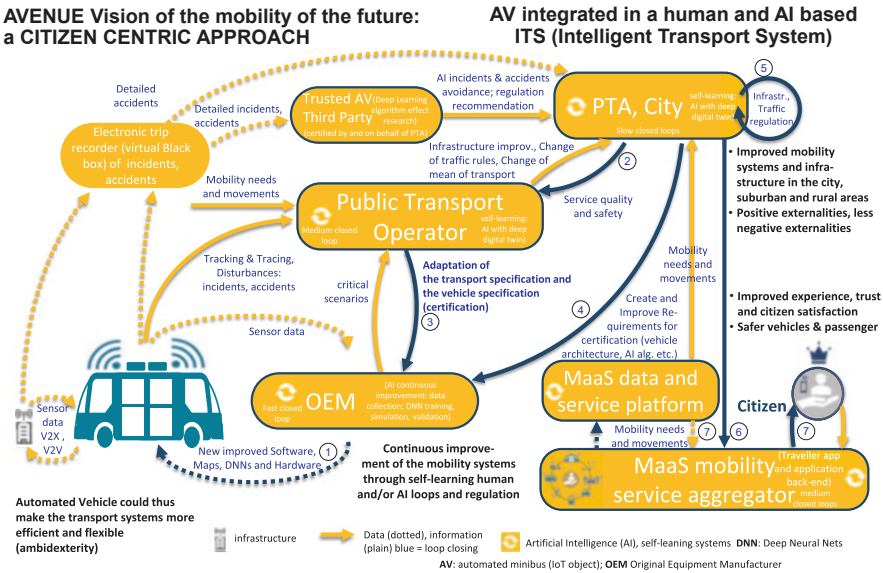 AVENUE Vision of the mobility of the future:
a CITIZEN CENTRIC APPROACH
AV integrated in a human and AI based
ITS (Intelligent Transport System)
Detailed
accidents
Detailed incidents,
accidents
Electronic trip
recorder (virtual Black
box) of incidents,
accidents
Trusted AV (Deep Learning
algorithm effect
Third Party research)
(certified by and on behalf of PTA)
AI incidents & accidents
avoidance; regulation
recommendation
PTA, City
self-learning:
AI with deep
digital twin)
Slow closed loops
5
Infrastr.,
Traffic
regulation
Infrastructure improv., Change
of traffic rules, Change of
mean of transport
2
Service quality
and safety
Mobility needs
and movements
Public Transport
Operator
Medium closed
loop
self-learning:
AI with deep
digital twin)
• Improved mobility
systems and infra-
structure in the city,
suburban and rural areas
• Positive externalities, less
negative externalities
Tracking & Tracing,
Disturbances:
incidents, accidents
critical
scenarios
Adaptation of
the transport specification and
the vehicle specification
(certification)
3
Mobility
needs and
movements
4
Create and
Improve Re-
quirements for
certification (vehicle
architecture, AI alg. etc.)
• Improved experience, trust
and citizen satisfaction
• Safer vehicles & passenger
Sensor data
OEM
Fast closed
loop
(AI continuous
improvement: data
collection; DNN training,
simulation, validation)
MaaS data and
service platform
Citizen
Sensor
data
V2X ,
V2V
New improved Software,
Maps, DNNs and Hardware
1
Mobility needs
and movements
7
6
7
Continuous improve-
ment of the mobility systems
through self-learning human
and/or AI loops and regulation
MaaS mobility
service aggregator
(Traveller app
and application
back-end)
medium
closed loops
Automated Vehicle could thus
make the transport systems more
efficient and flexible
(ambidexterity)
infrastructure
Data (dotted), information
(plain) blue = loop closing
Artificial Intelligence (AI), self-leaning systems DNN: Deep Neural Nets
AV: automated minibus (IoT object); OEM Original Equipment Manufacturer